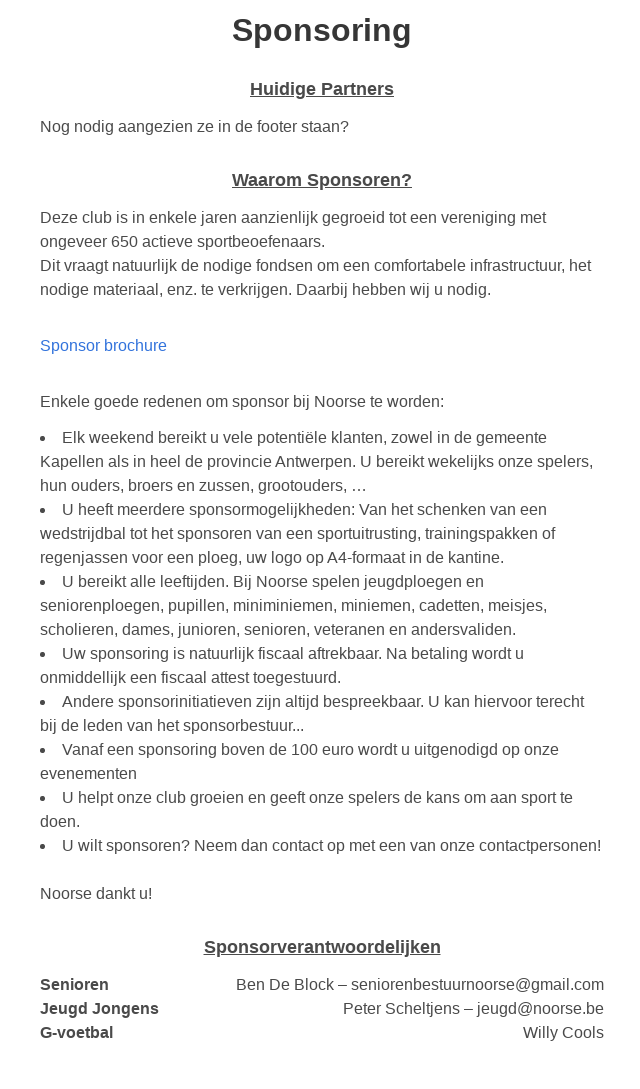 Sponsoring
Huidige Partners
Nog nodig aangezien ze in de footer staan?
Waarom Sponsoren?
Deze club is in enkele jaren aanzienlijk gegroeid tot een vereniging met
ongeveer 650 actieve sportbeoefenaars.
Dit vraagt natuurlijk de nodige fondsen om een comfortabele infrastructuur, het
nodige materiaal, enz. te verkrijgen. Daarbij hebben wij u nodig.
Sponsor brochure
Enkele goede redenen om sponsor bij Noorse te worden:
• Elk weekend bereikt u vele potentiële klanten, zowel in de gemeente
Kapellen als in heel de provincie Antwerpen. U bereikt wekelijks onze spelers,
hun ouders, broers en zussen, grootouders, …
• U heeft meerdere sponsormogelijkheden: Van het schenken van een
wedstrijdbal tot het sponsoren van een sportuitrusting, trainingspakken of
regenjassen voor een ploeg, uw logo op A4-formaat in de kantine.
• U bereikt alle leeftijden. Bij Noorse spelen jeugdploegen en
seniorenploegen, pupillen, miniminiemen, miniemen, cadetten, meisjes,
scholieren, dames, junioren, senioren, veteranen en andersvaliden.
• Uw sponsoring is natuurlijk fiscaal aftrekbaar. Na betaling wordt u
onmiddellijk een fiscaal attest toegestuurd.
• Andere sponsorinitiatieven zijn altijd bespreekbaar. U kan hiervoor terecht
bij de leden van het sponsorbestuur...
• Vanaf een sponsoring boven de 100 euro wordt u uitgenodigd op onze
evenementen
• U helpt onze club groeien en geeft onze spelers de kans om aan sport te
doen.
• U wilt sponsoren? Neem dan contact op met een van onze contactpersonen!
Noorse dankt u!
Sponsorverantwoordelijken
Senioren Ben De Block – seniorenbestuurnoorse@gmail.com
Jeugd Jongens Peter Scheltjens – jeugd@noorse.be
G-voetbal Willy Cools